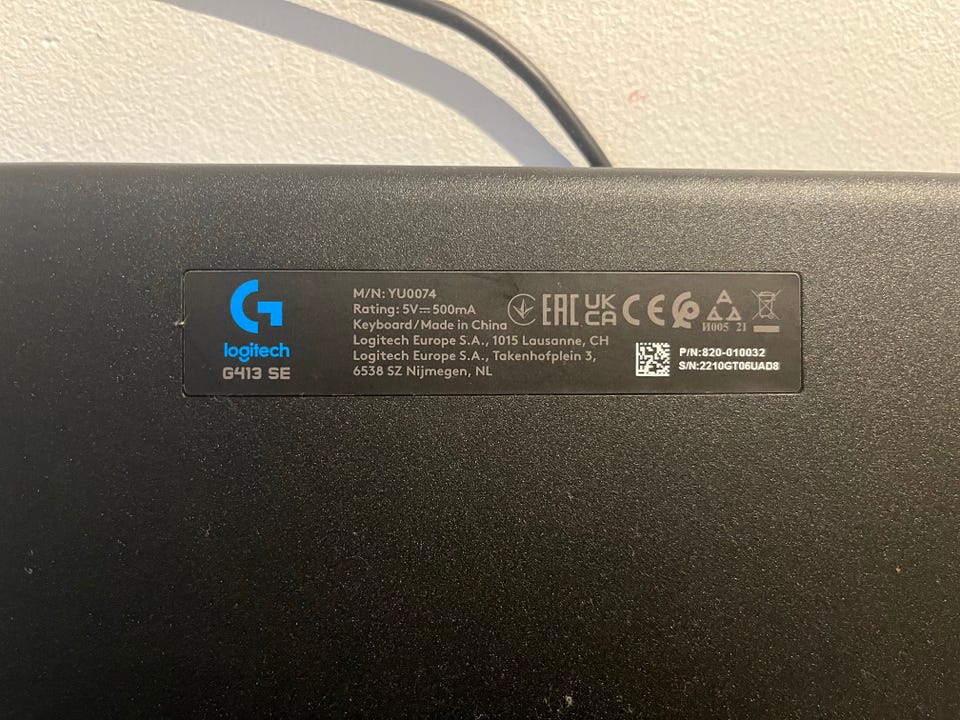 logitech
G413 SE
M/N: YU0074
Rating: 5V⎓500mA
Keyboard/Made in China
Logitech Europe S.A., 1015 Lausanne, CH
Logitech Europe S.A., Takenhofplein 3,
6538 SZ Nijmegen, NL
EAC UK CA CE
И005 21
P/N:820-010032
S/N:2210GT06UAD8